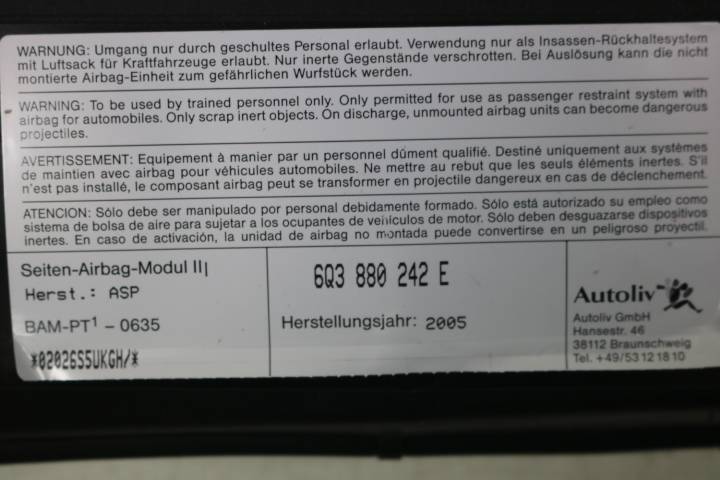 WARNUNG: Umgang nur durch geschultes Personal erlaubt. Verwendung nur als Insassen-Rückhaltesystem
mit Luftsack für Kraftfahrzeuge erlaubt. Nur inerte Gegenstände verschrotten. Bei Auslösung kann die nicht
montierte Airbag-Einheit zum gefährlichen Wurfstück werden.
WARNING: To be used by trained personnel only. Only permitted for use as passenger restraint system with
airbag for automobiles. Only scrap inert objects. On discharge, unmounted airbag units can become dangerous
projectiles.
AVERTISSEMENT: Equipement à manier par un personnel dûment qualifié. Destiné uniquement aux systèmes
de maintien avec airbag pour véhicules automobiles. Ne mettre au rebut que les seuls éléments inertes. S'il
n'est pas installé, le composant airbag peut se transformer en projectile dangereux en cas de déclenchement.
ATENCION: Sólo debe ser manipulado por personal debidamente formado. Sólo está autorizado su empleo como
sistema de bolsa de aire para sujetar a los ocupantes de vehículos de motor. Sólo deben desguazarse dispositivos
inertes. En caso de activación, la unidad de airbag no montada puede convertirse en un peligroso proyectil.
Seiten-Airbag-Modul II|
Herst.: ASP
BAM-PT1 - 0635
*02026S5UKGH/*
6Q3 880 242 E
Herstellungsjahr: 2005
Autoliv
Autoliv GmbH
Hansestr. 46
38112 Braunschweig
Tel. +49/53121810